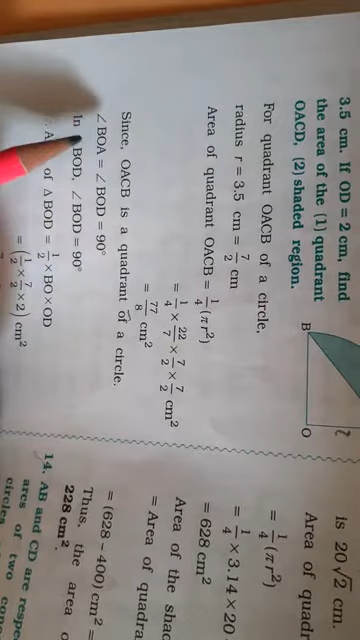 3.5 cm. If OD = 2 cm, find
the area of the (1) quadrant
OACD, (2) shaded region.
B
O
For quadrant OACB of a circle,
radius r = 3.5 cm = 7/2 cm
Area of quadrant OACB = 1/4 (πr²)
= 1/4 × 22/7 × 7/2 × 7/2 cm²
= 77/8 cm²
Since, OACB is a quadrant of a circle.
∠BOA = ∠BOD = 90°
In BOD, ∠BOD = 90°
of ΔBOD = 1/2 × BO × OD
= (1/2 × 7/2 × 2) cm²
is 20√2 cm.
Area of quadr
= 1/4 (πr²)
= 1/4 × 3.14 × 20
= 628 cm²
Area of the shad
= Area of quadra
= (628 – 400) cm² =
Thus, the area o
228 cm².
14. AB and CD are respe
arcs of two conc
circles